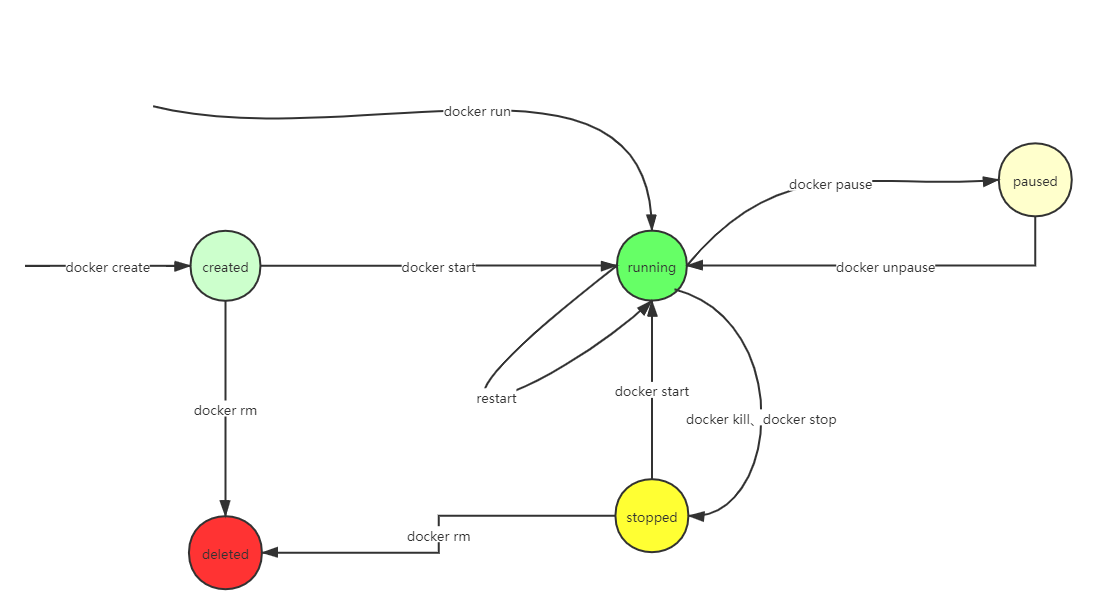 docker run
docker pause
paused
docker create
created
docker start
running
docker unpause
restart
docker start
docker kill、docker stop
docker rm
stopped
docker rm
deleted